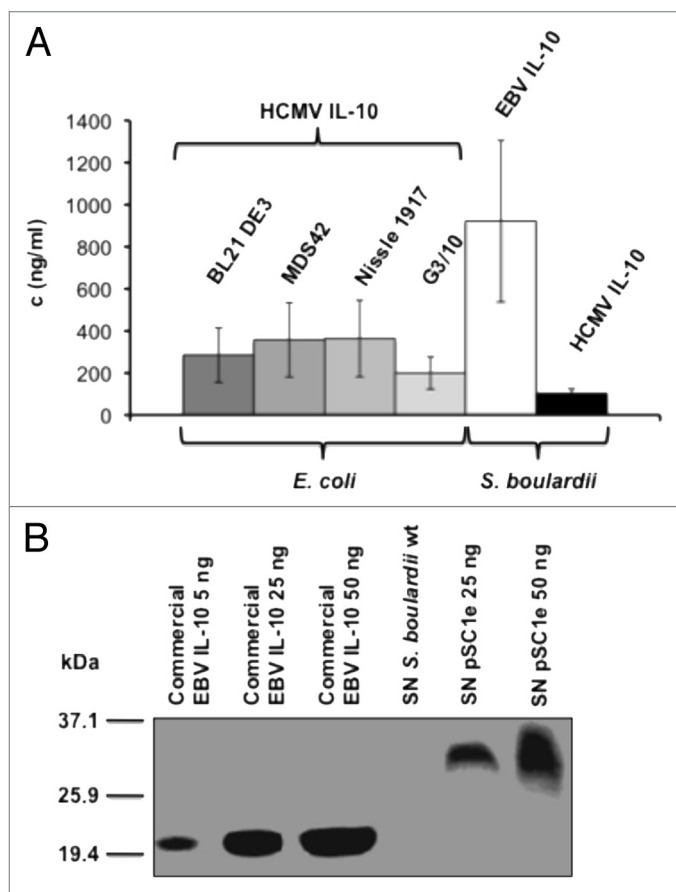 A
HCMV IL-10
EBV IL-10
BL21 DE3
MDS42
Nissle 1917
G3/10
HCMV IL-10
c (ng/ml)
1400
1200
1000
800
600
400
200
0
E. coli
S. boulardii
B
kDa
Commercial
EBV IL-10 5 ng
Commercial
EBV IL-10 25 ng
Commercial
EBV IL-10 50 ng
SN S. boulardii wt
SN pSC1e 25 ng
SN pSC1e 50 ng
37.1
25.9
19.4